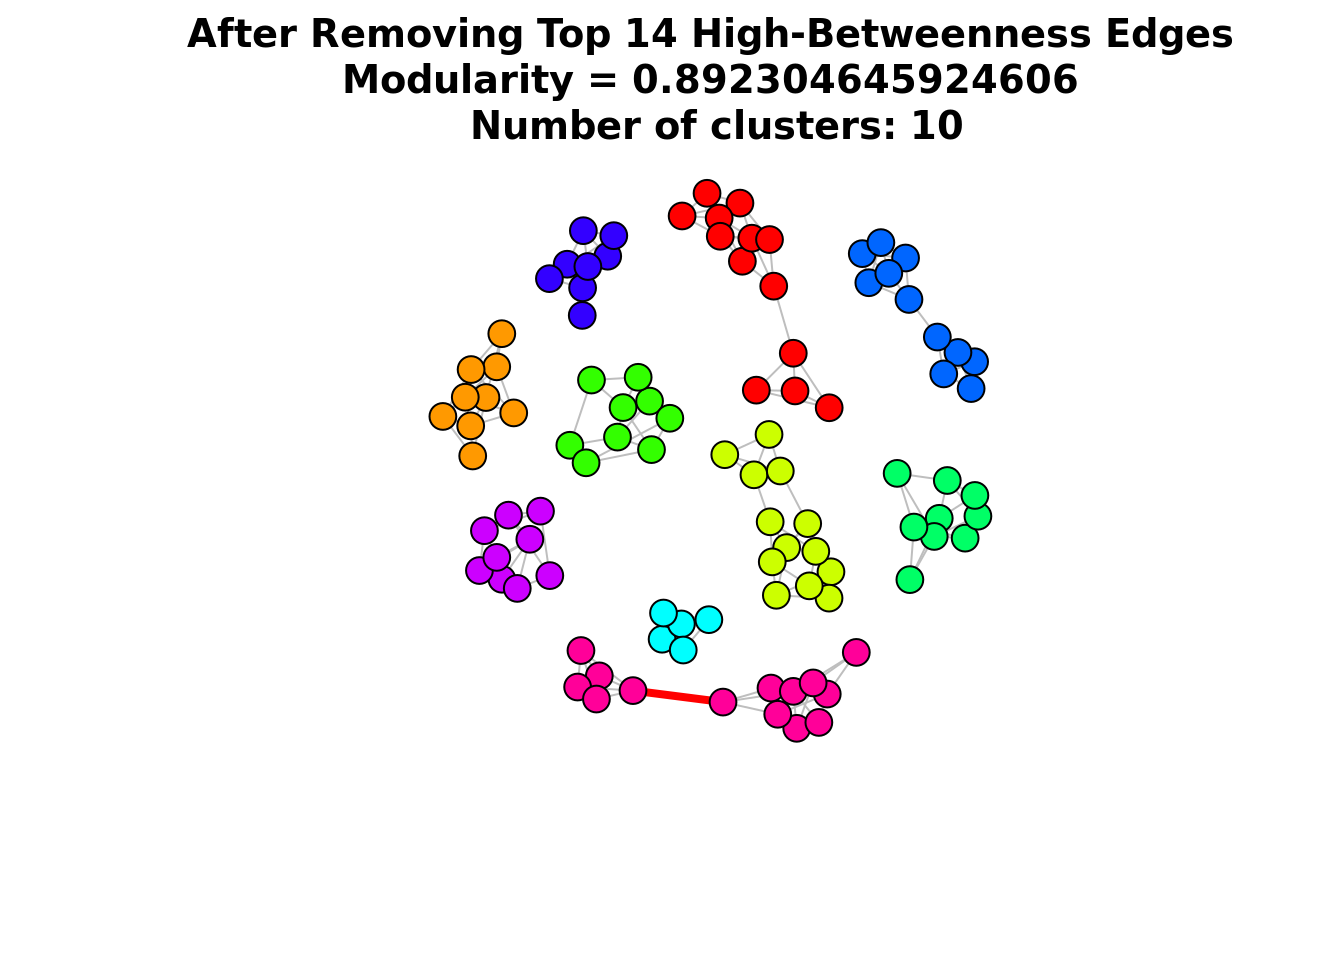 After Removing Top 14 High-Betweenness Edges
Modularity = 0.892304645924606
Number of clusters: 10